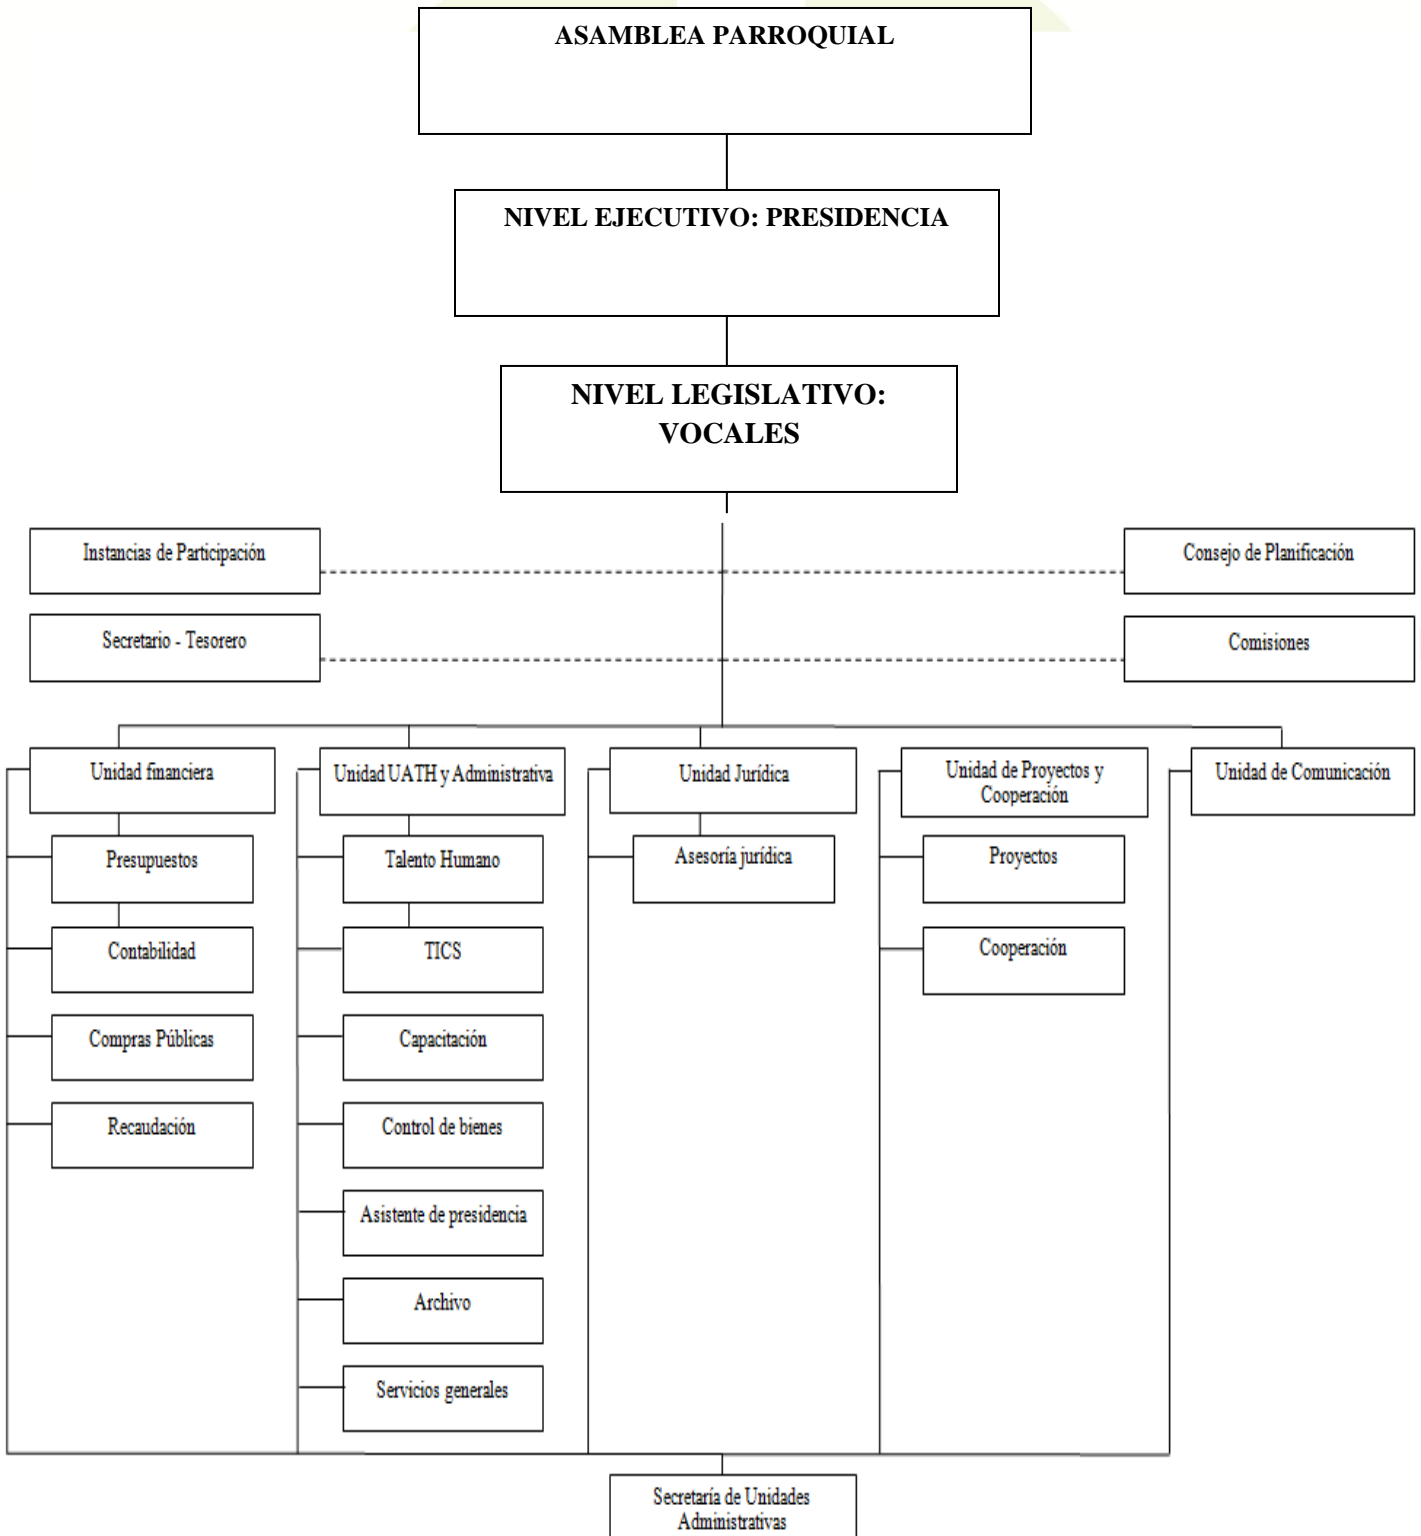 ASAMBLEA PARROQUIAL
NIVEL EJECUTIVO: PRESIDENCIA
NIVEL LEGISLATIVO:
VOCALES
Instancias de Participación
Consejo de Planificación
Secretario - Tesorero
Comisiones
Unidad financiera
Unidad UATH y Administrativa
Unidad Jurídica
Unidad de Proyectos y
Cooperación
Unidad de Comunicación
Presupuestos
Talento Humano
Asesoría jurídica
Proyectos
Contabilidad
TICS
Cooperación
Compras Públicas
Capacitación
Recaudación
Control de bienes
Asistente de presidencia
Archivo
Servicios generales
Secretaría de Unidades
Administrativas